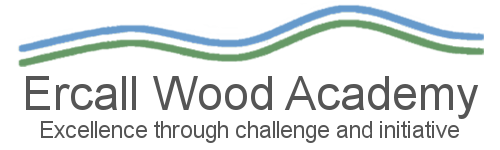 Ercall Wood Academy
Excellence through challenge and initiative